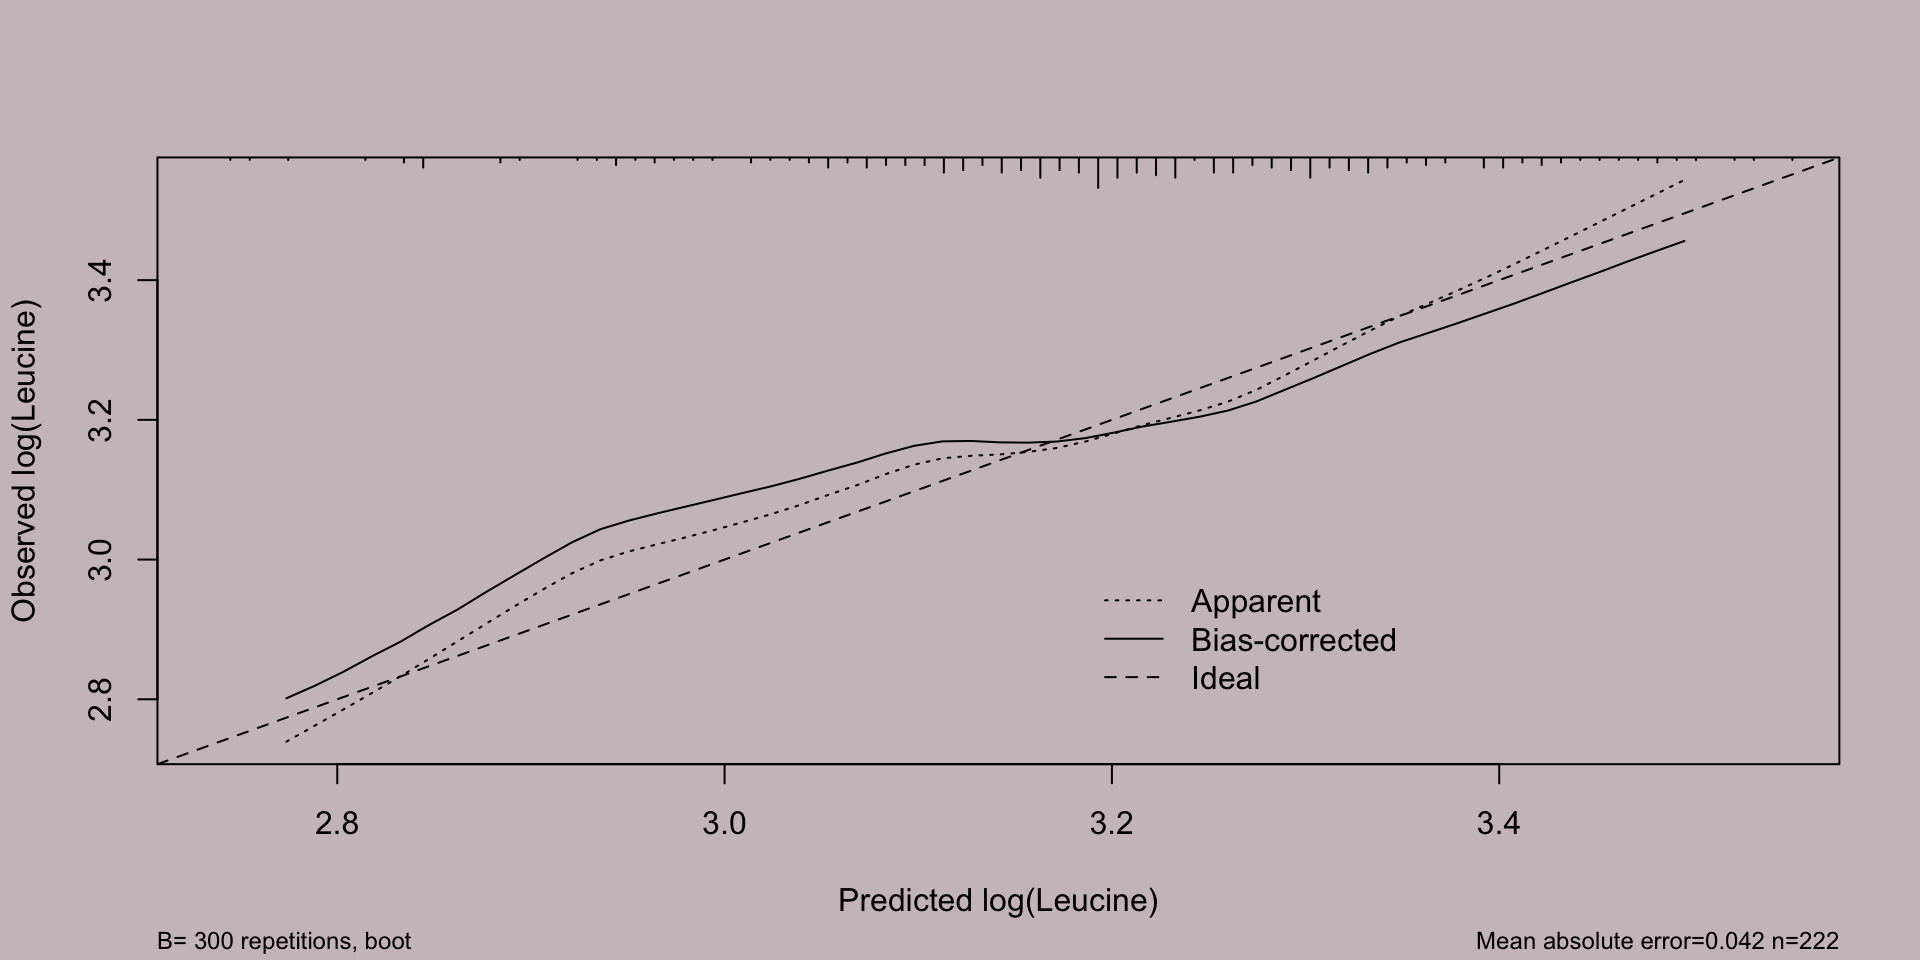 Observed log(Leucine)
3.4
3.2
3.0
2.8
Apparent
Bias-corrected
Ideal
2.8 3.0 3.2 3.4
Predicted log(Leucine)
B= 300 repetitions, boot
Mean absolute error=0.042 n=222